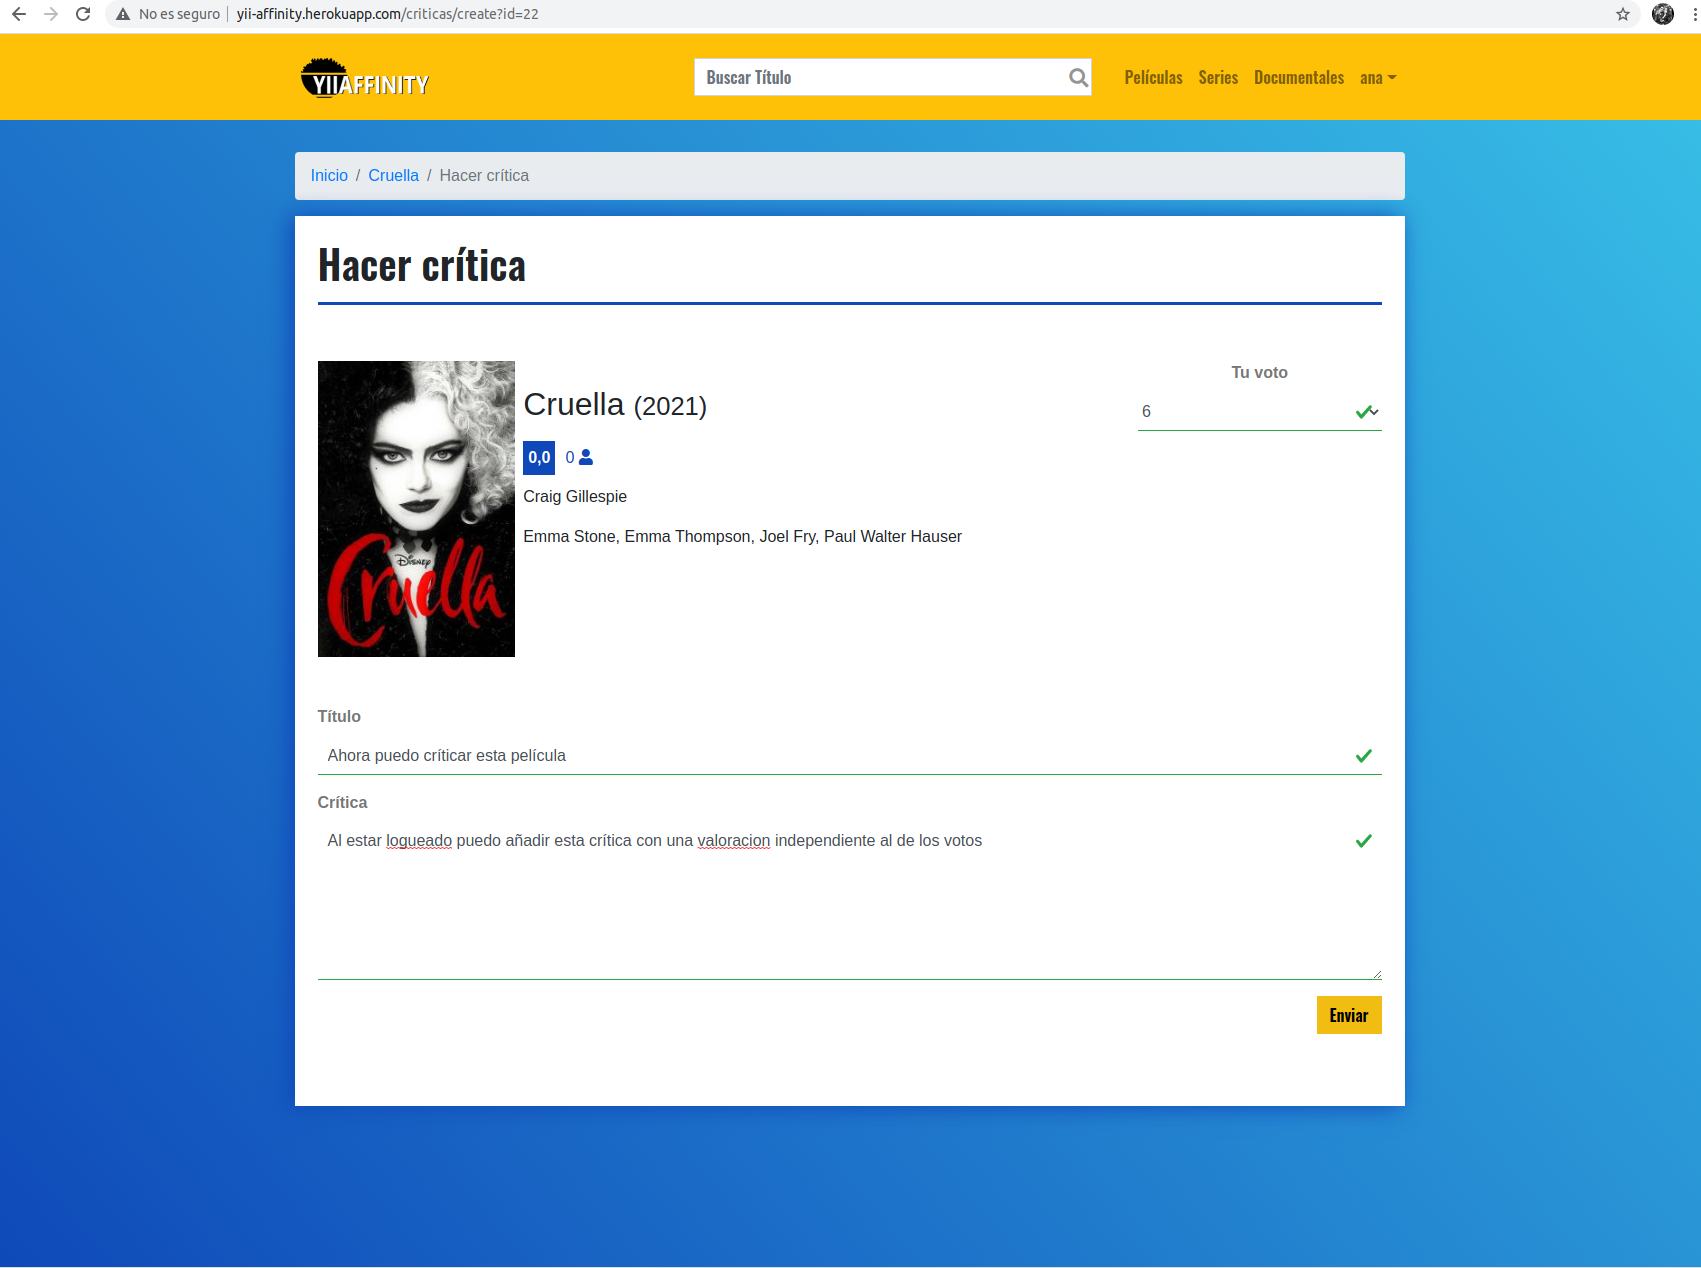 No es seguro yii-affinity.herokuapp.com/criticas/create?id=22
YIIAFFINITY
Buscar Título
Películas Series Documentales ana
Inicio / Cruella / Hacer crítica
Hacer crítica
Tu voto
Cruella (2021)
6
0,0 0
Craig Gillespie
Emma Stone, Emma Thompson, Joel Fry, Paul Walter Hauser
Disney
Cruella
Título
Ahora puedo críticar esta película
Crítica
Al estar logueado puedo añadir esta crítica con una valoracion independiente al de los votos
Enviar